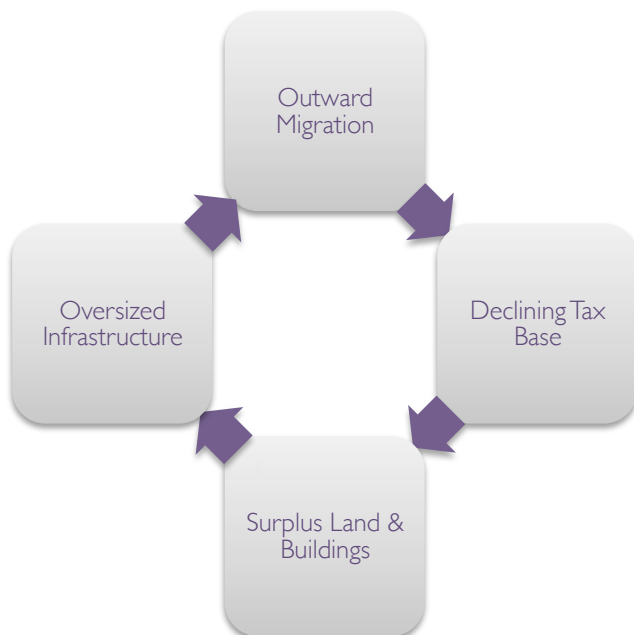 Outward
Migration
Declining Tax
Base
Surplus Land &
Buildings
Oversized
Infrastructure